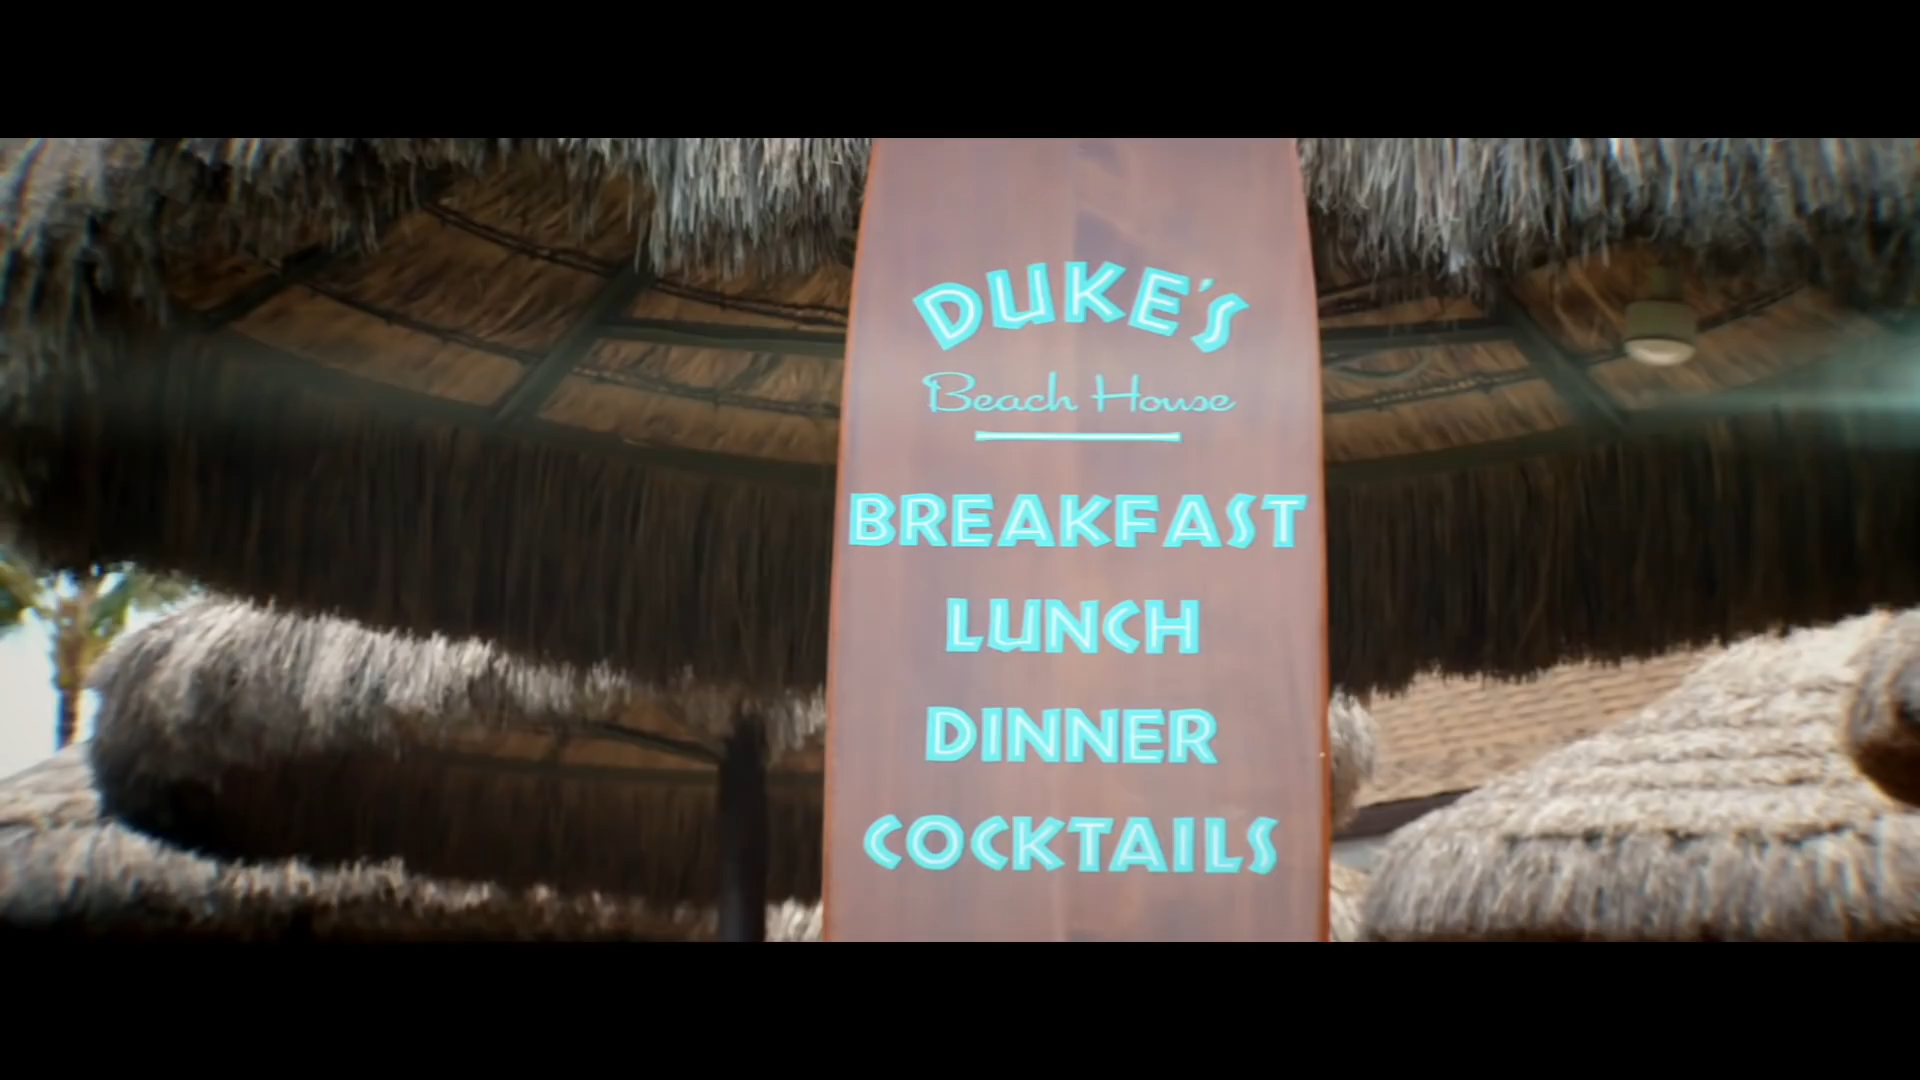 DUKE'S
Beach House
BREAKFAST
LUNCH
DINNER
COCKTAILS